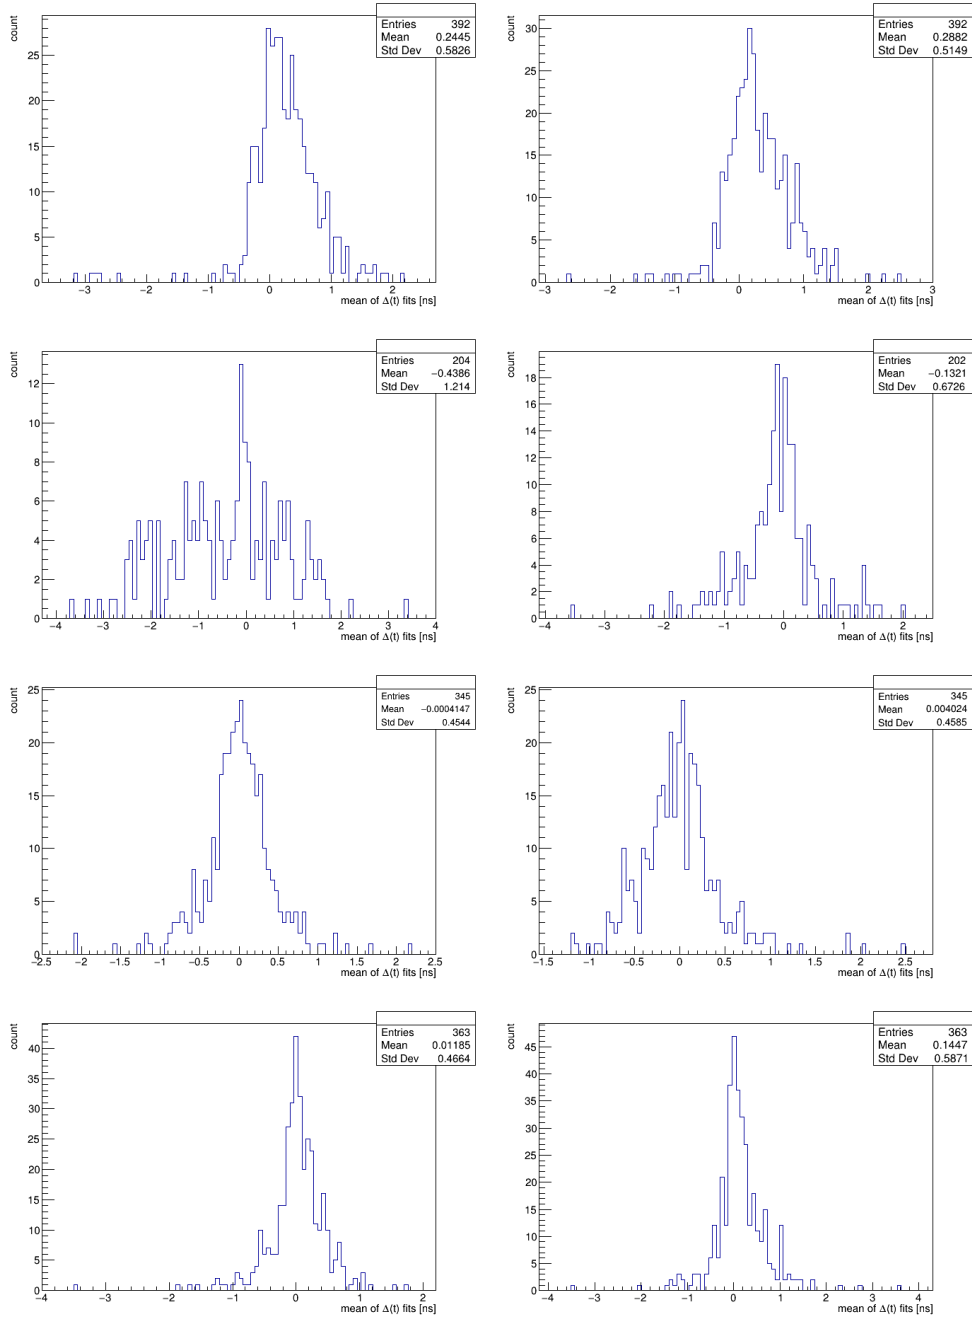 count
Entries 392
Mean 0.2445
Std Dev 0.5826
25
20
15
10
5
0
−3 −2 −1 0 1 2
mean of Δ(t) fits [ns]
count
Entries 392
Mean 0.2882
Std Dev 0.5149
30
25
20
15
10
5
0
−3 −2 −1 0 1 2 3
mean of Δ(t) fits [ns]
count
Entries 204
Mean −0.4386
Std Dev 1.214
12
10
8
6
4
2
0
−4 −3 −2 −1 0 1 2 3 4
mean of Δ(t) fits [ns]
count
Entries 202
Mean −0.1321
Std Dev 0.6726
18
16
14
12
10
8
6
4
2
0
−4 −3 −2 −1 0 1 2
mean of Δ(t) fits [ns]
count
Entries 345
Mean −0.0004147
Std Dev 0.4544
25
20
15
10
5
0
−2.5 −2 −1.5 −1 −0.5 0 0.5 1 1.5 2 2.5
mean of Δ(t) fits [ns]
count
Entries 345
Mean 0.004024
Std Dev 0.4585
25
20
15
10
5
0
−1.5 −1 −0.5 0 0.5 1 1.5 2 2.5
mean of Δ(t) fits [ns]
count
Entries 363
Mean 0.01185
Std Dev 0.4664
40
35
30
25
20
15
10
5
0
−4 −3 −2 −1 0 1 2
mean of Δ(t) fits [ns]
count
Entries 363
Mean 0.1447
Std Dev 0.5871
45
40
35
30
25
20
15
10
5
0
−4 −3 −2 −1 0 1 2 3 4
mean of Δ(t) fits [ns]